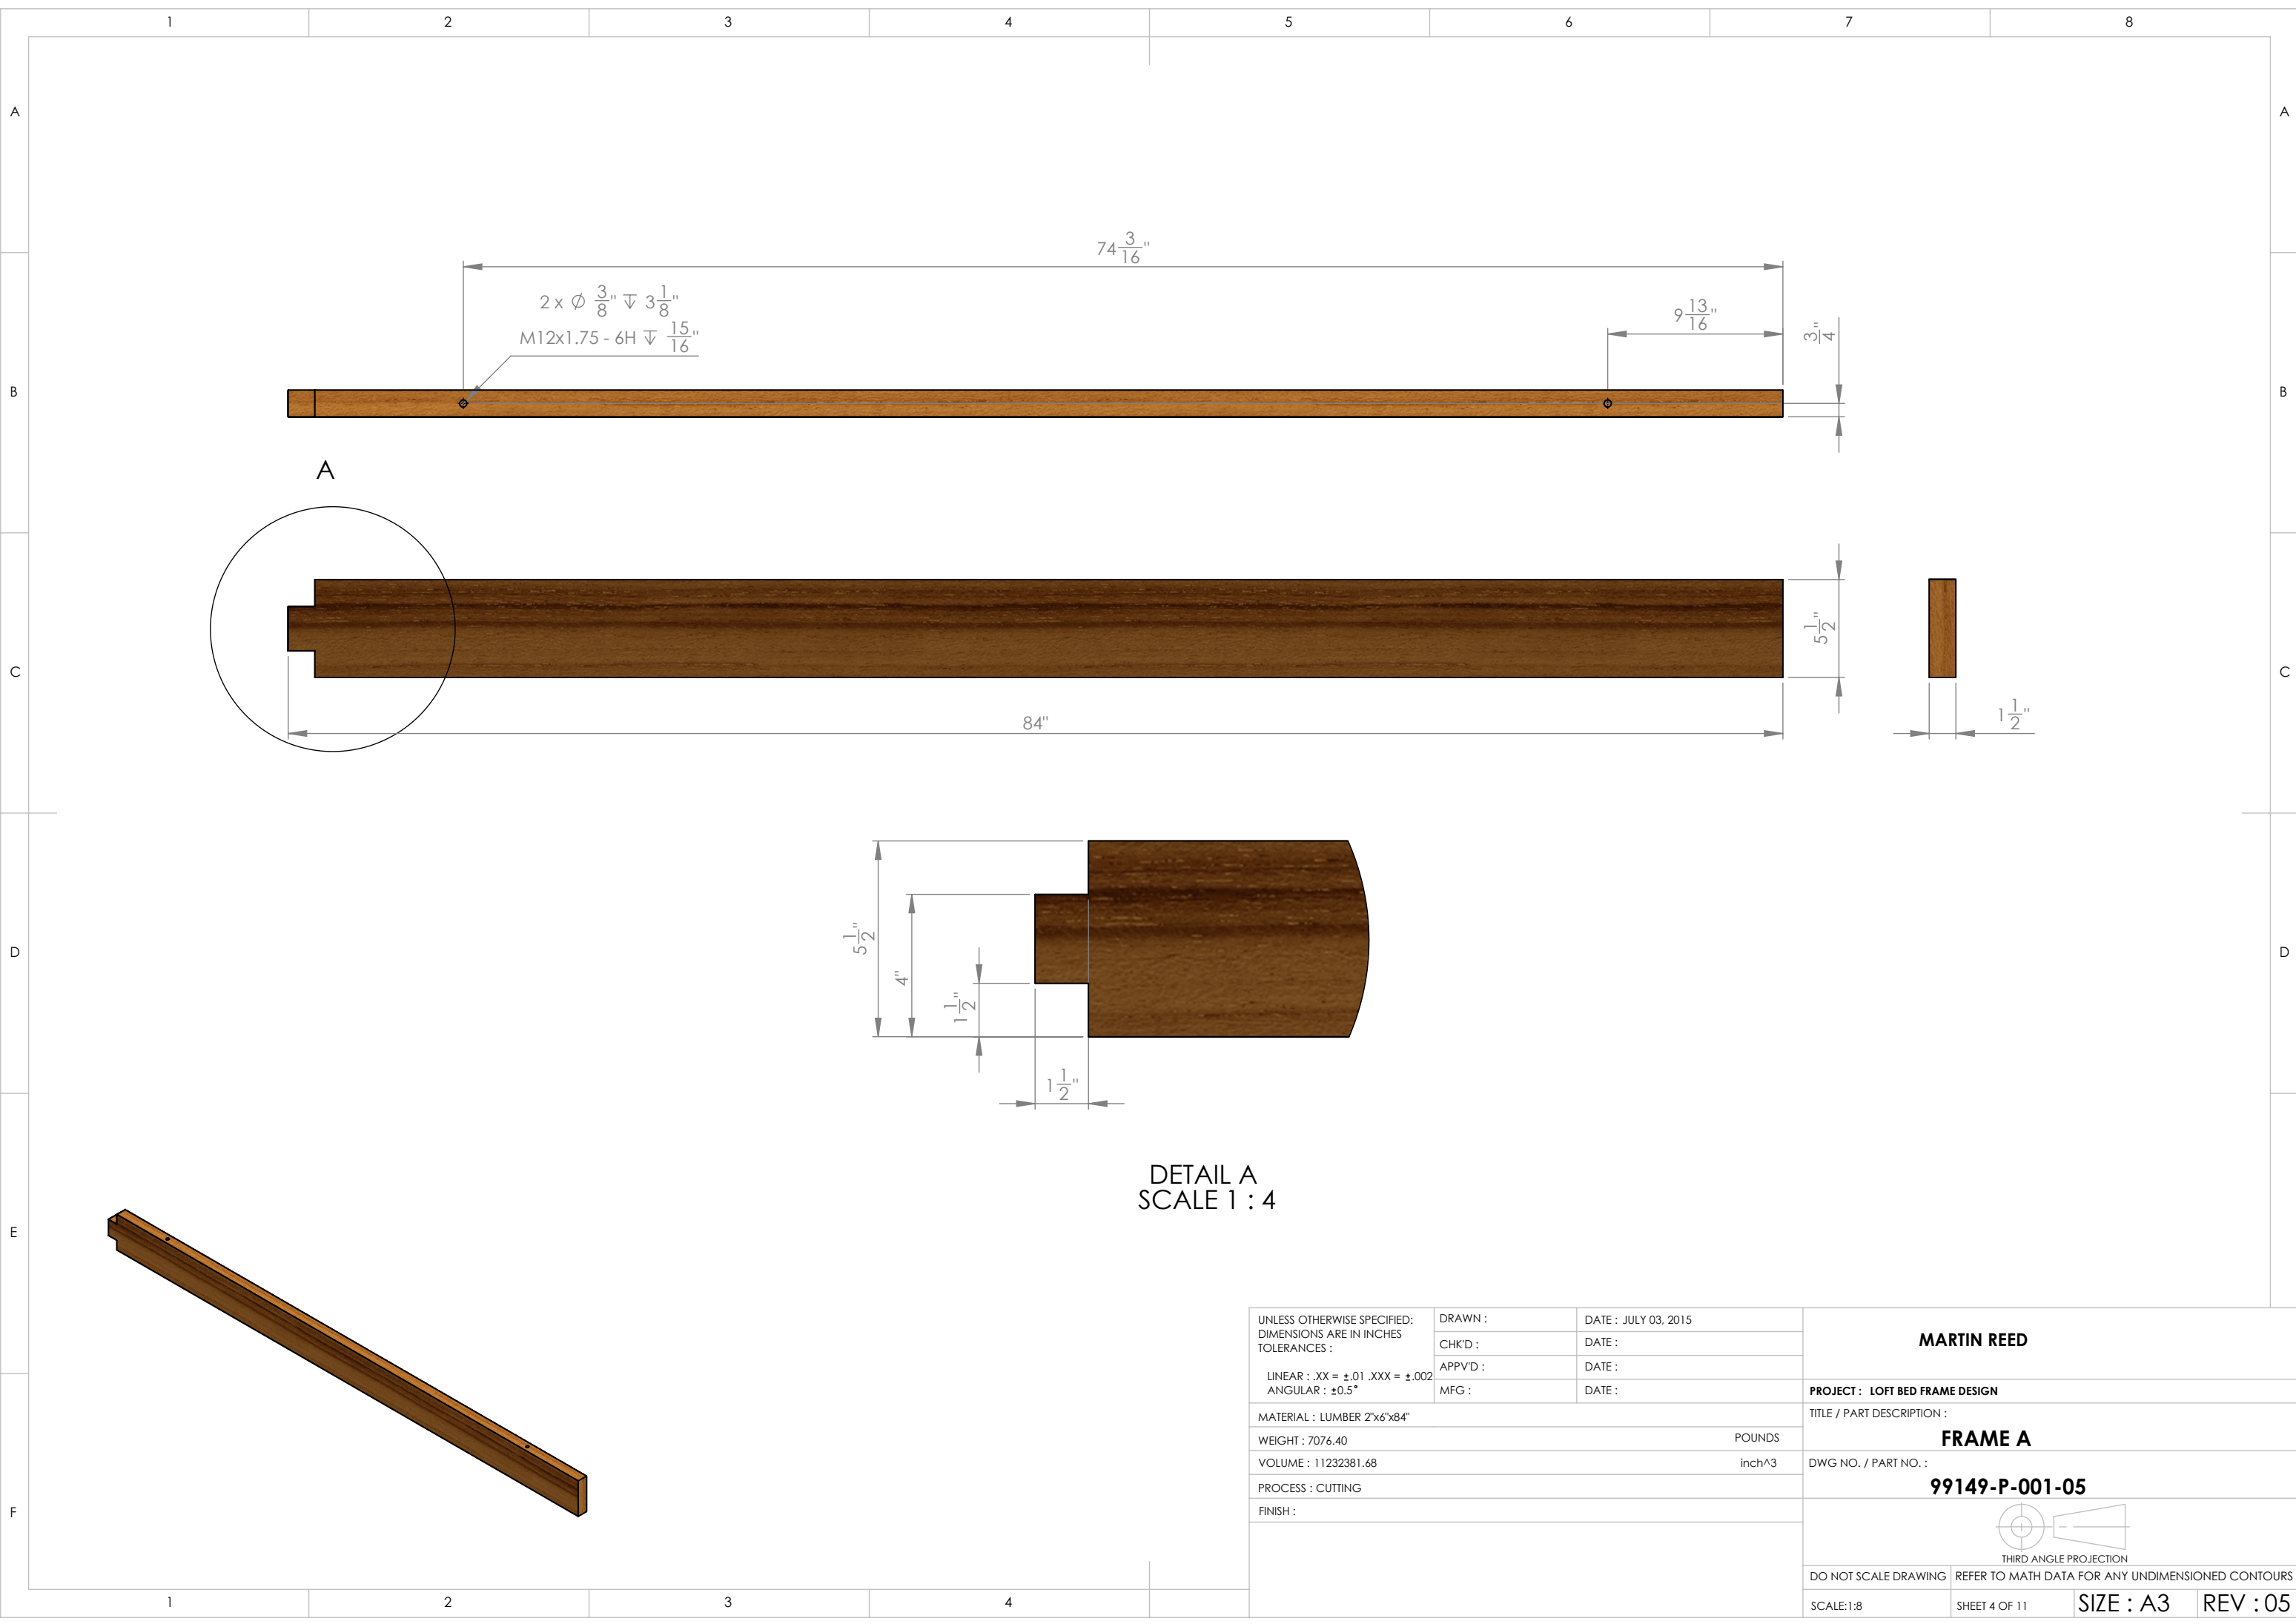 1 2 3 4 5 6 7 8
A A
74 3/16"
2 x ∅ 3/8" ↧ 3 1/8"
M12x1.75 - 6H ↧ 15/16"
9 13/16"
3/4"
B B
A
5 1/2"
C C
84"
1 1/2"
5 1/2"
4"
1 1/2"
D D
1 1/2"
DETAIL A
SCALE 1 : 4
E
F
UNLESS OTHERWISE SPECIFIED:
DIMENSIONS ARE IN INCHES
TOLERANCES :
LINEAR : .XX = ±.01 .XXX = ±.002
ANGULAR : ±0.5°
DRAWN : DATE : JULY 03, 2015
CHK'D : DATE :
APPV'D : DATE :
MFG : DATE :
MATERIAL : LUMBER 2"x6"x84"
WEIGHT : 7076.40 POUNDS
VOLUME : 11232381.68 inch^3
PROCESS : CUTTING
FINISH :
MARTIN REED
PROJECT : LOFT BED FRAME DESIGN
TITLE / PART DESCRIPTION :
FRAME A
DWG NO. / PART NO. :
99149-P-001-05
THIRD ANGLE PROJECTION
DO NOT SCALE DRAWING REFER TO MATH DATA FOR ANY UNDIMENSIONED CONTOURS
SCALE:1:8 SHEET 4 OF 11 SIZE : A3 REV : 05
1 2 3 4